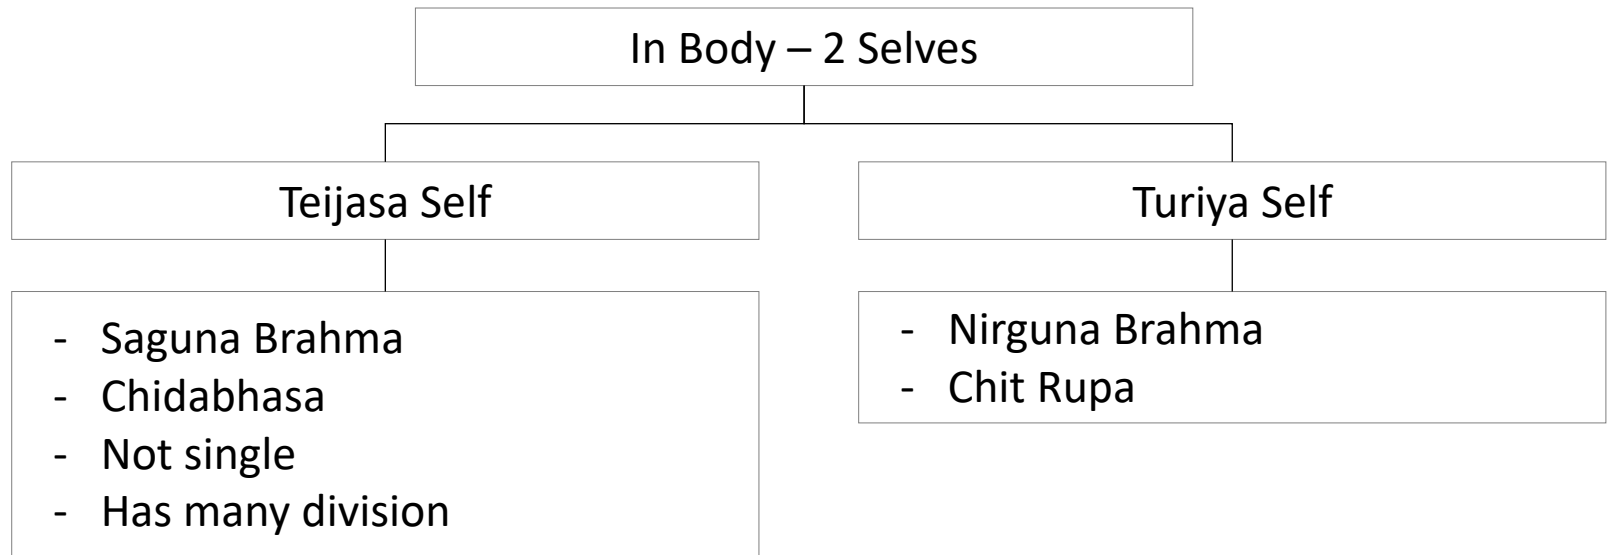 In Body – 2 Selves
Teijasa Self
Turiya Self
- Saguna Brahma
- Chidabhasa
- Not single
- Has many division
- Nirguna Brahma
- Chit Rupa